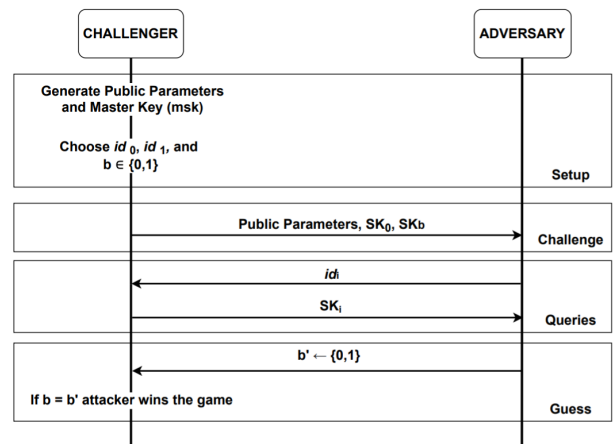 CHALLENGER
ADVERSARY
Generate Public Parameters
and Master Key (msk)
Choose id 0, id 1, and
b ∈ {0,1}
Setup
Public Parameters, SK0, SKb
Challenge
idi
SKi
Queries
b' ← {0,1}
If b = b' attacker wins the game
Guess